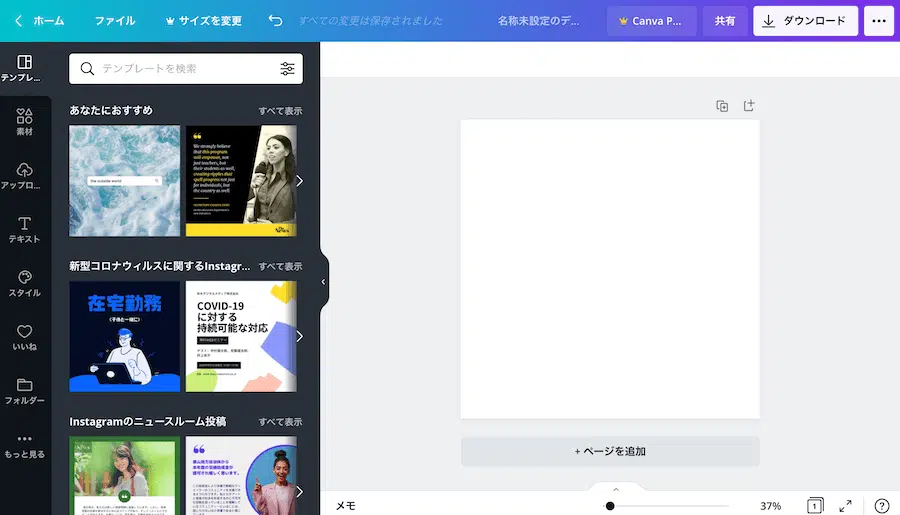 ホーム
ファイル
サイズを変更
すべての変更は保存されました
名称未設定のデ...
Canva P...
共有
ダウンロード
テンプレ...
素材
アップロ...
テキスト
スタイル
いいね
フォルダー
もっと見る
テンプレートを検索
あなたにおすすめ
すべて表示
the outside world
We strongly believe
that this program
will empower, not
just teachers, but
their students as well,
creating ripples that
spell progress not just
for individuals, but
the country as well
新型コロナウィルスに関するInstagr...
すべて表示
在宅勤務
(子供と一緒に)
COVID-19
に対する
持続可能な対応
Instagramのニュースルーム投稿
すべて表示
+ ページを追加
メモ
37%
1
?